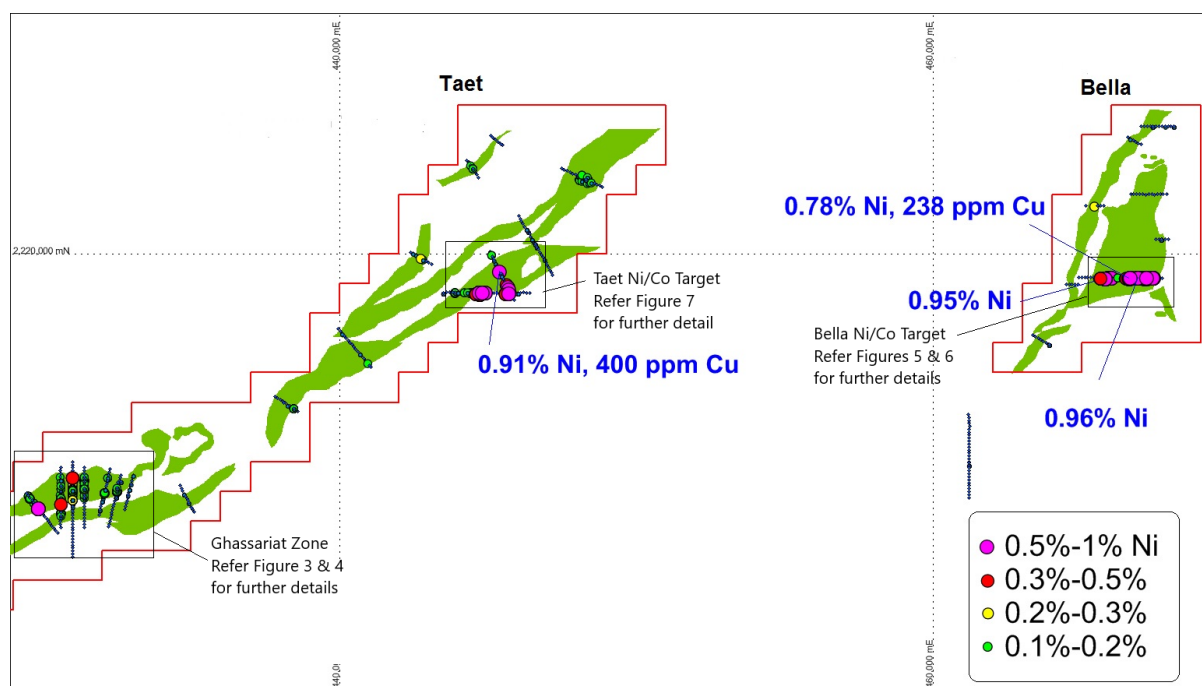 440,000 mE
460,000 mE
Taet
Bella
0.78% Ni, 238 ppm Cu
2,220,000 mN
Taet Ni/Co Target
Refer Figure 7
for further detail
0.95% Ni
Bella Ni/Co Target
Refer Figures 5 & 6
for further details
0.91% Ni, 400 ppm Cu
0.96% Ni
Ghassariat Zone
Refer Figure 3 & 4
for further details
0.5%-1% Ni
0.3%-0.5%
0.2%-0.3%
0.1%-0.2%
460,000 mE